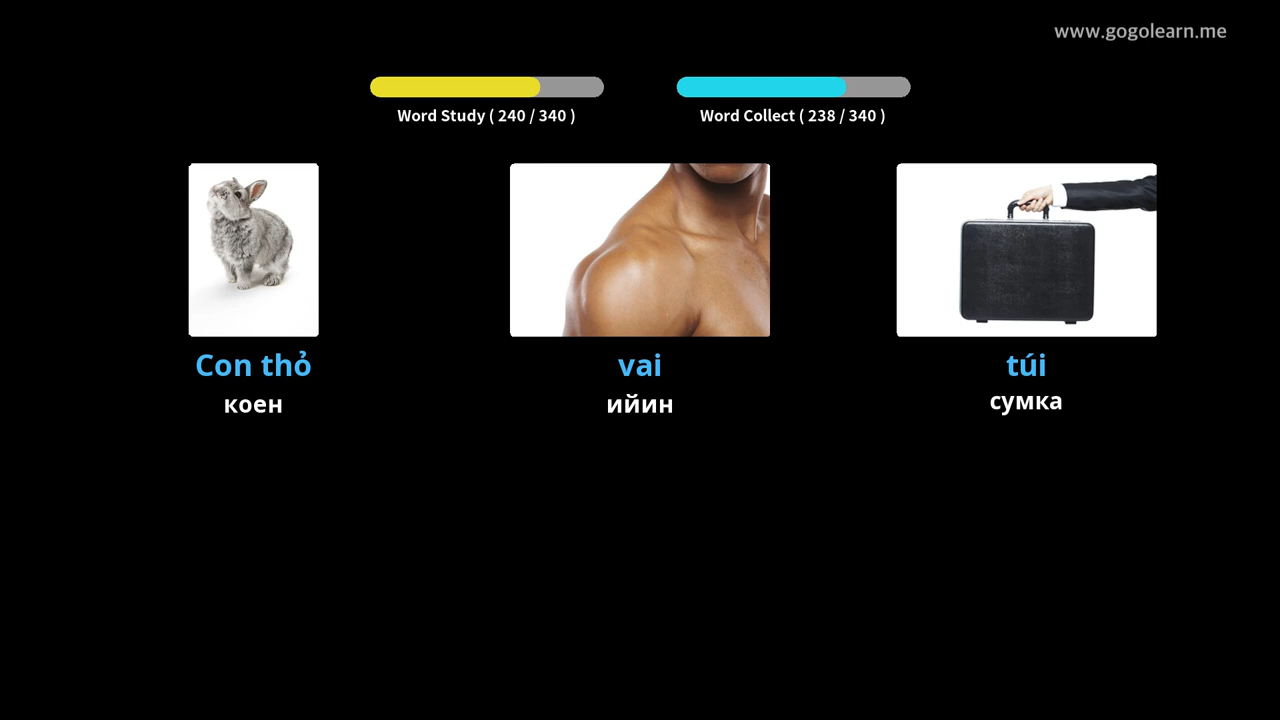 www.gogolearn.me
Word Study ( 240 / 340 )
Word Collect ( 238 / 340 )
Con thỏ
коен
vai
ийин
túi
сумка